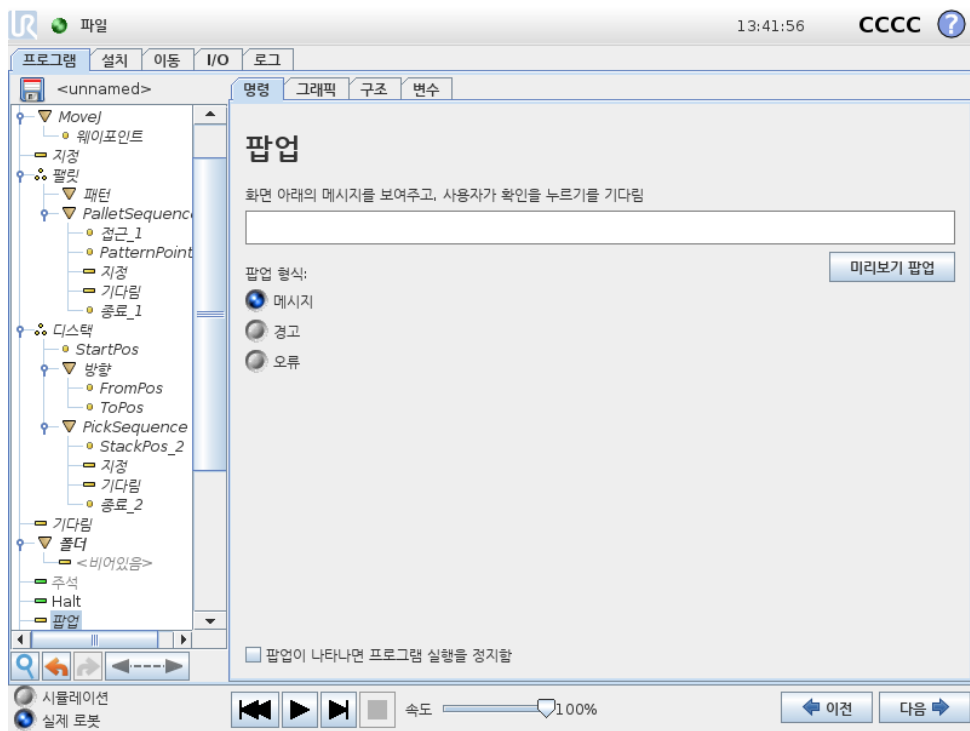 UR 파일 13:41:56 CCCC ?
프로그램 설치 이동 I/O 로그
<unnamed>
명령 그래픽 구조 변수
MoveJ
웨이포인트
지정
팔릿
패턴
PalletSequenc
접근_1
PatternPoint
지정
기다림
종료_1
디스택
StartPos
방향
FromPos
ToPos
PickSequence
StackPos_2
지정
기다림
종료_2
기다림
폴더
<비어있음>
주석
Halt
팝업
팝업
화면 아래의 메시지를 보여주고, 사용자가 확인을 누르기를 기다림
미리보기 팝업
팝업 형식:
메시지
경고
오류
팝업이 나타나면 프로그램 실행을 정지함
시뮬레이션
실제 로봇
속도 100%
이전 다음